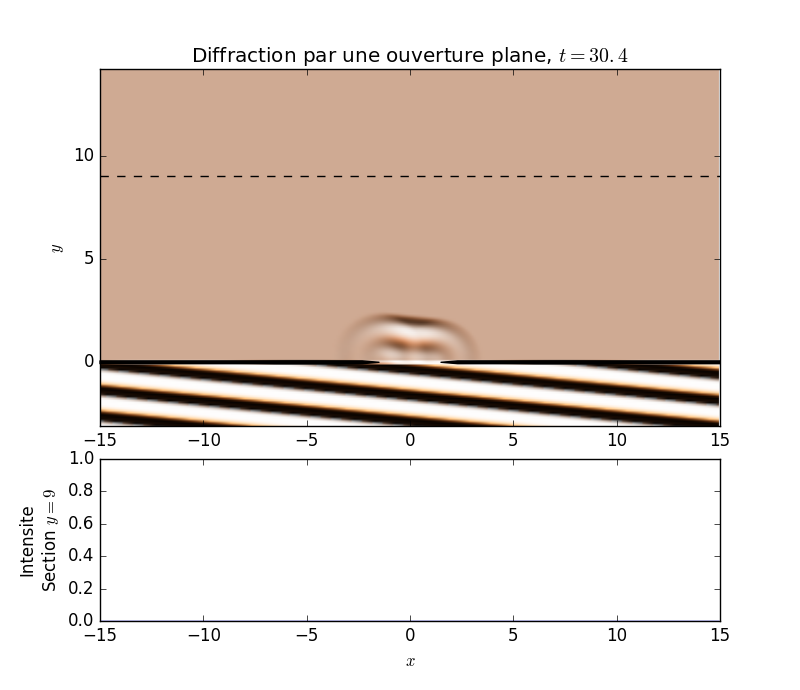 Diffraction par une ouverture plane, t = 30.4
10
5
0
y
−15 −10 −5 0 5 10 15
1.0
0.8
0.6
0.4
0.2
0.0
Intensite
Section y = 9
−15 −10 −5 0 5 10 15
x